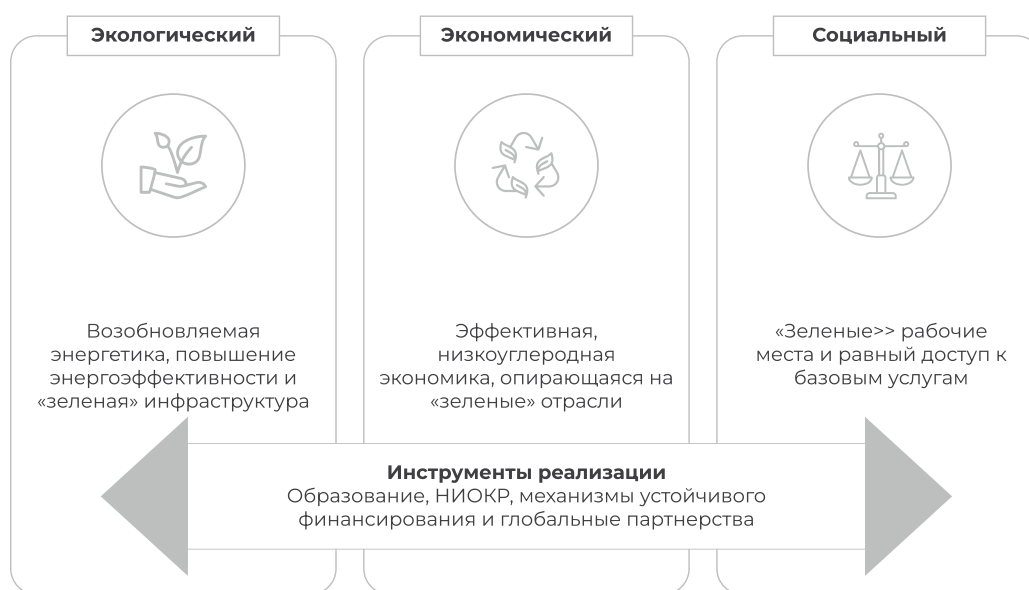 Экологический
Возобновляемая
энергетика, повышение
энергоэффективности и
«зеленая» инфраструктура
Экономический
Эффективная,
низкоуглеродная
экономика, опирающаяся на
«зеленые» отрасли
Социальный
«Зеленые>> рабочие
места и равный доступ к
базовым услугам
Инструменты реализации
Образование, НИОКР, механизмы устойчивого
финансирования и глобальные партнерства